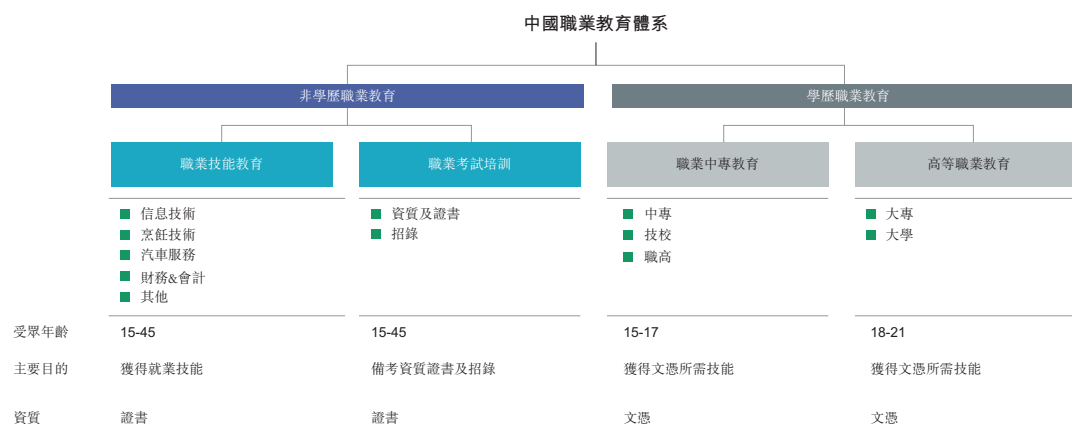 中國職業教育體系
非學歷職業教育
學歷職業教育
職業技能教育
職業考試培訓
職業中專教育
高等職業教育
信息技術
烹飪技術
汽車服務
財務&會計
其他
資質及證書
招錄
中專
技校
職高
大專
大學
受眾年齡 15-45 15-45 15-17 18-21
主要目的 獲得就業技能 備考資質證書及招錄 獲得文憑所需技能 獲得文憑所需技能
資質 證書 證書 文憑 文憑